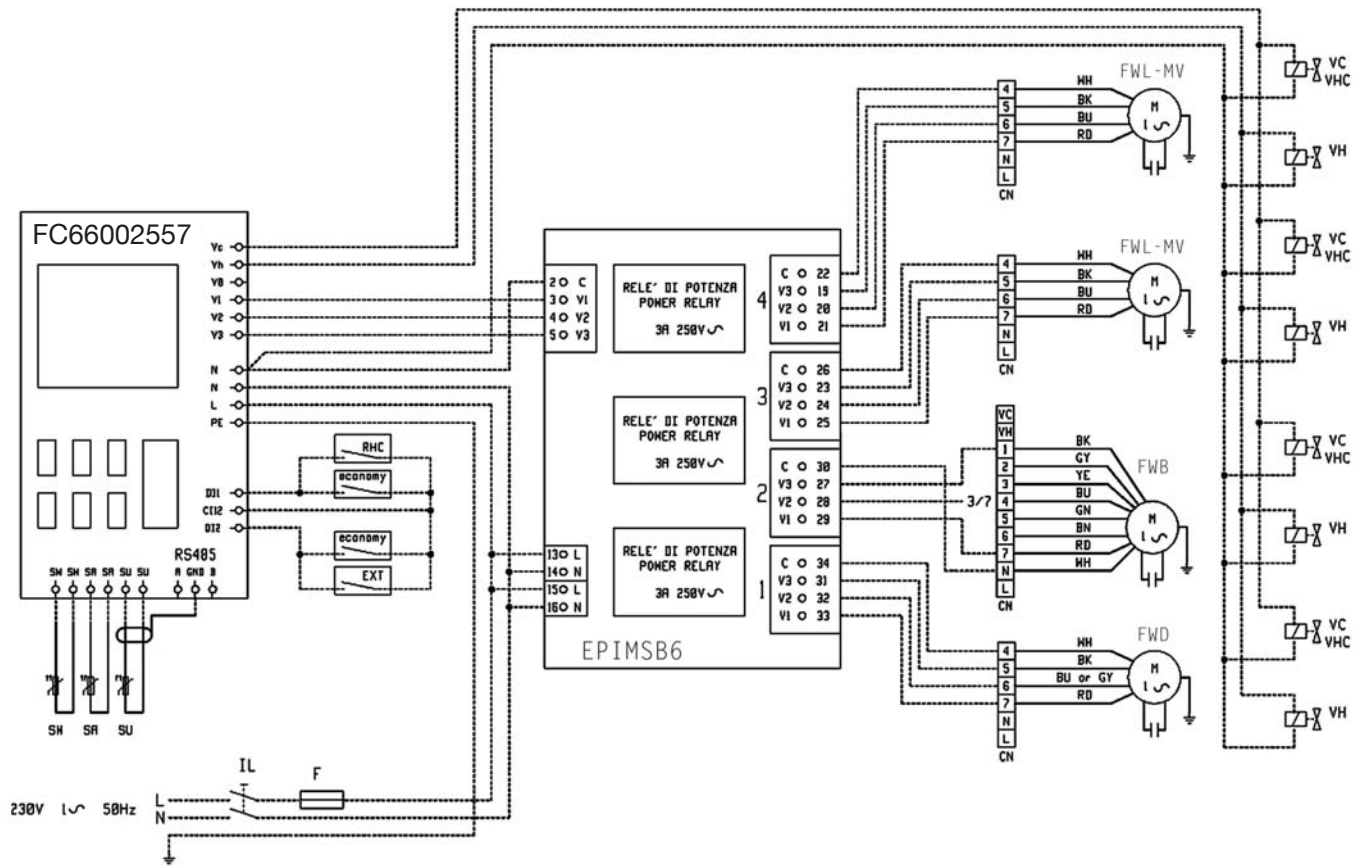 FC66002557
Vc
Vh
V0
V1
V2
V3
N
N
L
PE
DI1
CI12
DI2
RS485
SW SW SA SA SU SU A GND B
SW SA SU
RHC
economy
economy
EXT
230V 1 50Hz
L
N
IL
F
2 C
3 V1
4 V2
5 V3
13 L
14 N
15 L
16 N
RELE' DI POTENZA
POWER RELAY
3A 250V
RELE' DI POTENZA
POWER RELAY
3A 250V
RELE' DI POTENZA
POWER RELAY
3A 250V
EPIMSB6
4
C 22
V3 19
V2 20
V1 21
3
C 26
V3 23
V2 24
V1 25
2
C 30
V3 27
V2 28
V1 29
1
C 34
V3 31
V2 32
V1 33
FWL-MV
4 WH
5 BK
6 BU
7 RD
N
L
CN
M
1
FWL-MV
4 WH
5 BK
6 BU
7 RD
N
L
CN
M
1
FWB
VC
VH
1 BK
2 GY
3 YE
3/? 4 BU
5 GN
6 BN
7 RD
N WH
L
CN
M
1
FWD
4 WH
5 BK
6 BU or GY
7 RD
N
L
CN
M
1
VC
VHC
VH
VC
VHC
VH
VC
VHC
VH
VC
VHC
VH